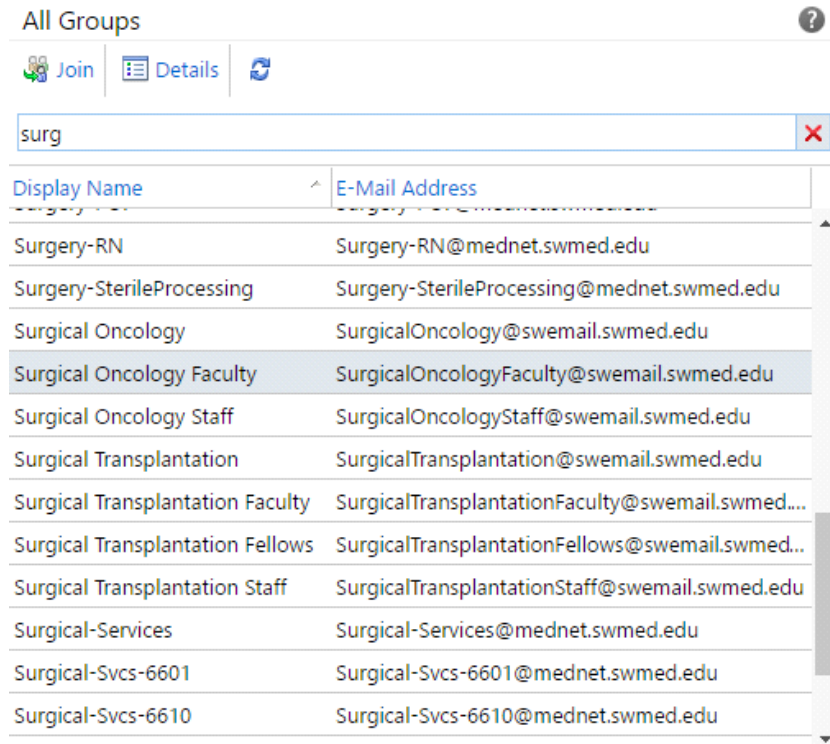 All Groups
Join Details
surg
Display Name E-Mail Address
Surgery-RN Surgery-RN@mednet.swmed.edu
Surgery-SterileProcessing Surgery-SterileProcessing@mednet.swmed.edu
Surgical Oncology SurgicalOncology@swemail.swmed.edu
Surgical Oncology Faculty SurgicalOncologyFaculty@swemail.swmed.edu
Surgical Oncology Staff SurgicalOncologyStaff@swemail.swmed.edu
Surgical Transplantation SurgicalTransplantation@swemail.swmed.edu
Surgical Transplantation Faculty SurgicalTransplantationFaculty@swemail.swmed....
Surgical Transplantation Fellows SurgicalTransplantationFellows@swemail.swmed...
Surgical Transplantation Staff SurgicalTransplantationStaff@swemail.swmed.edu
Surgical-Services Surgical-Services@mednet.swmed.edu
Surgical-Svcs-6601 Surgical-Svcs-6601@mednet.swmed.edu
Surgical-Svcs-6610 Surgical-Svcs-6610@mednet.swmed.edu